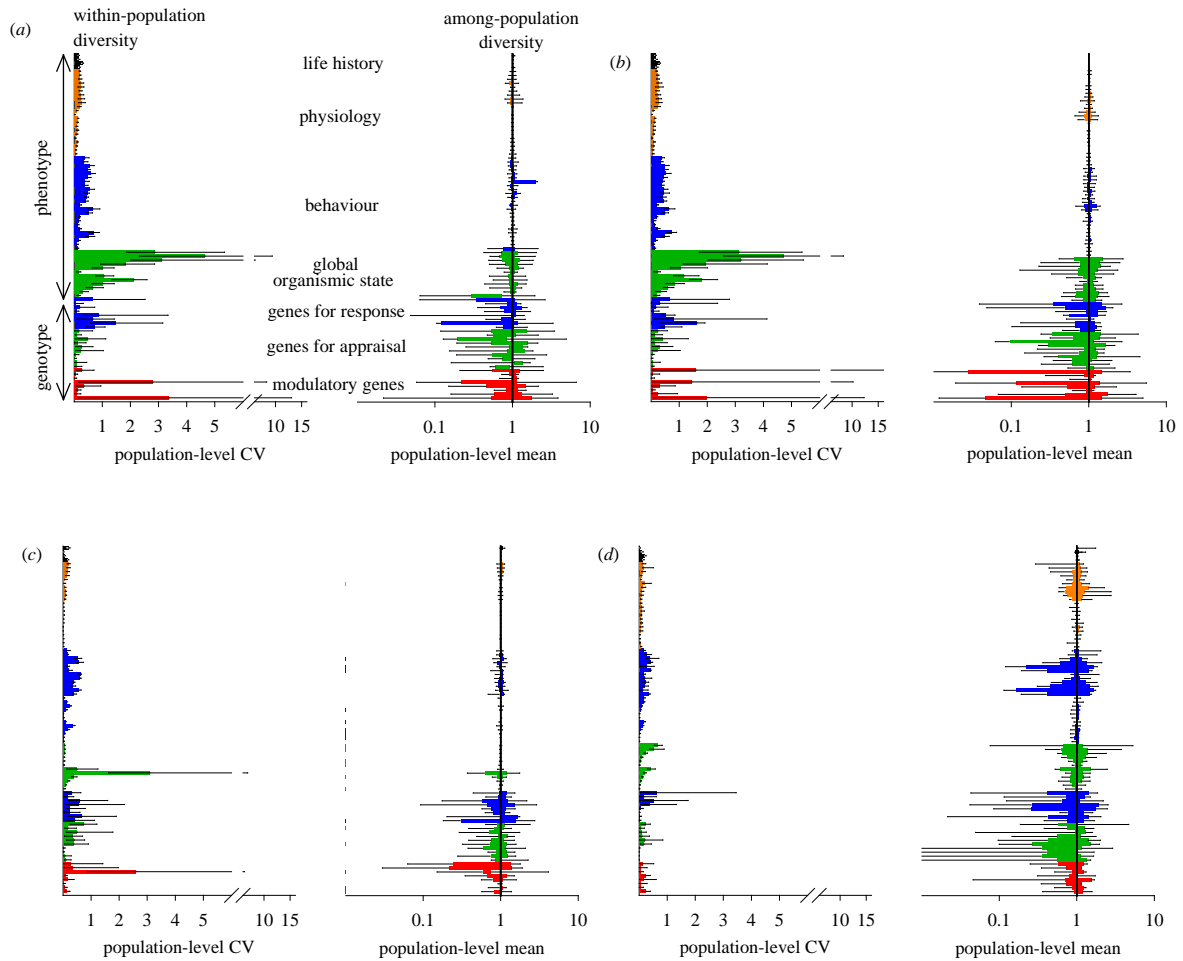 (a)
within-population
diversity
among-population
diversity
(b)
life history
physiology
behaviour
global
organismic state
genes for response
genes for appraisal
modulatory genes
phenotype
genotype
1 2 3 4 5 10 15
population-level CV
0.1 1 10
population-level mean
1 2 3 4 5 10 15
population-level CV
0.1 1 10
population-level mean
(c)
(d)
1 2 3 4 5 10 15
population-level CV
0.1 1 10
population-level mean
1 2 3 4 5 10 15
population-level CV
0.1 1 10
population-level mean